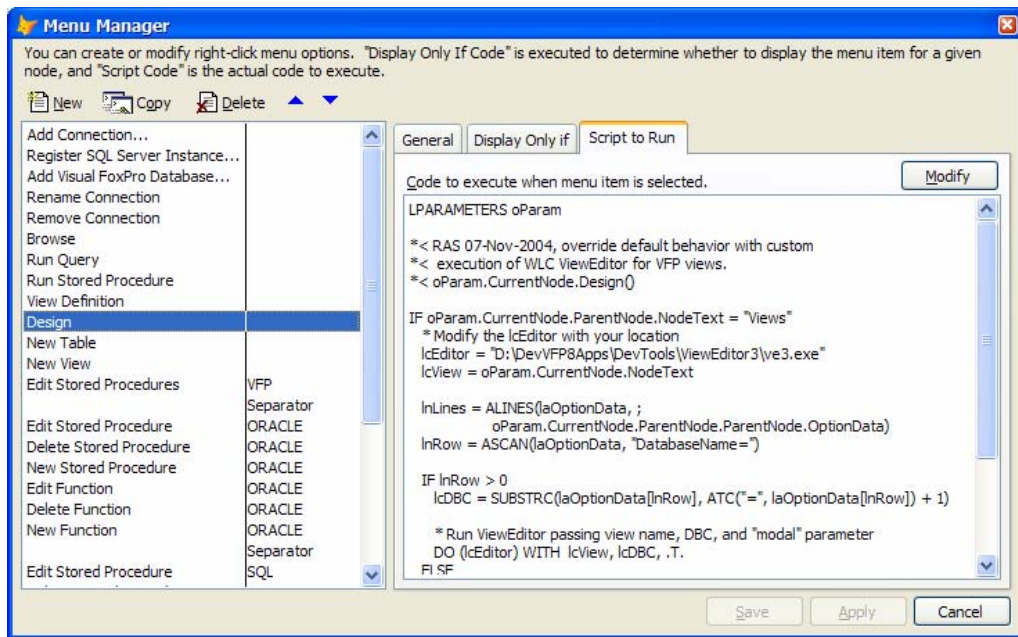 Menu Manager
You can create or modify right-click menu options. "Display Only If Code" is executed to determine whether to display the menu item for a given
node, and "Script Code" is the actual code to execute.
New Copy Delete
Add Connection...
Register SQL Server Instance...
Add Visual FoxPro Database...
Rename Connection
Remove Connection
Browse
Run Query
Run Stored Procedure
View Definition
Design
New Table
New View
Edit Stored Procedures VFP
Separator
Edit Stored Procedure ORACLE
Delete Stored Procedure ORACLE
New Stored Procedure ORACLE
Edit Function ORACLE
Delete Function ORACLE
New Function ORACLE
Separator
Edit Stored Procedure SQL
General Display Only if Script to Run
Code to execute when menu item is selected.
Modify
LPARAMETERS oParam
*< RAS 07-Nov-2004, override default behavior with custom
*< execution of WLC ViewEditor for VFP views.
*< oParam.CurrentNode.Design()
IF oParam.CurrentNode.ParentNode.NodeText = "Views"
* Modify the lcEditor with your location
lcEditor = "D:\DevVFP8Apps\DevTools\ViewEditor3\ve3.exe"
lcView = oParam.CurrentNode.NodeText
lnLines = ALINES(laOptionData, ;
oParam.CurrentNode.ParentNode.ParentNode.OptionData)
lnRow = ASCAN(laOptionData, "DatabaseName=")
IF lnRow > 0
lcDBC = SUBSTRC(laOptionData[lnRow], ATC("=", laOptionData[lnRow]) + 1)
* Run ViewEditor passing view name, DBC, and "modal" parameter
DO (lcEditor) WITH lcView, lcDBC, .T.
ELSE
Save Apply Cancel